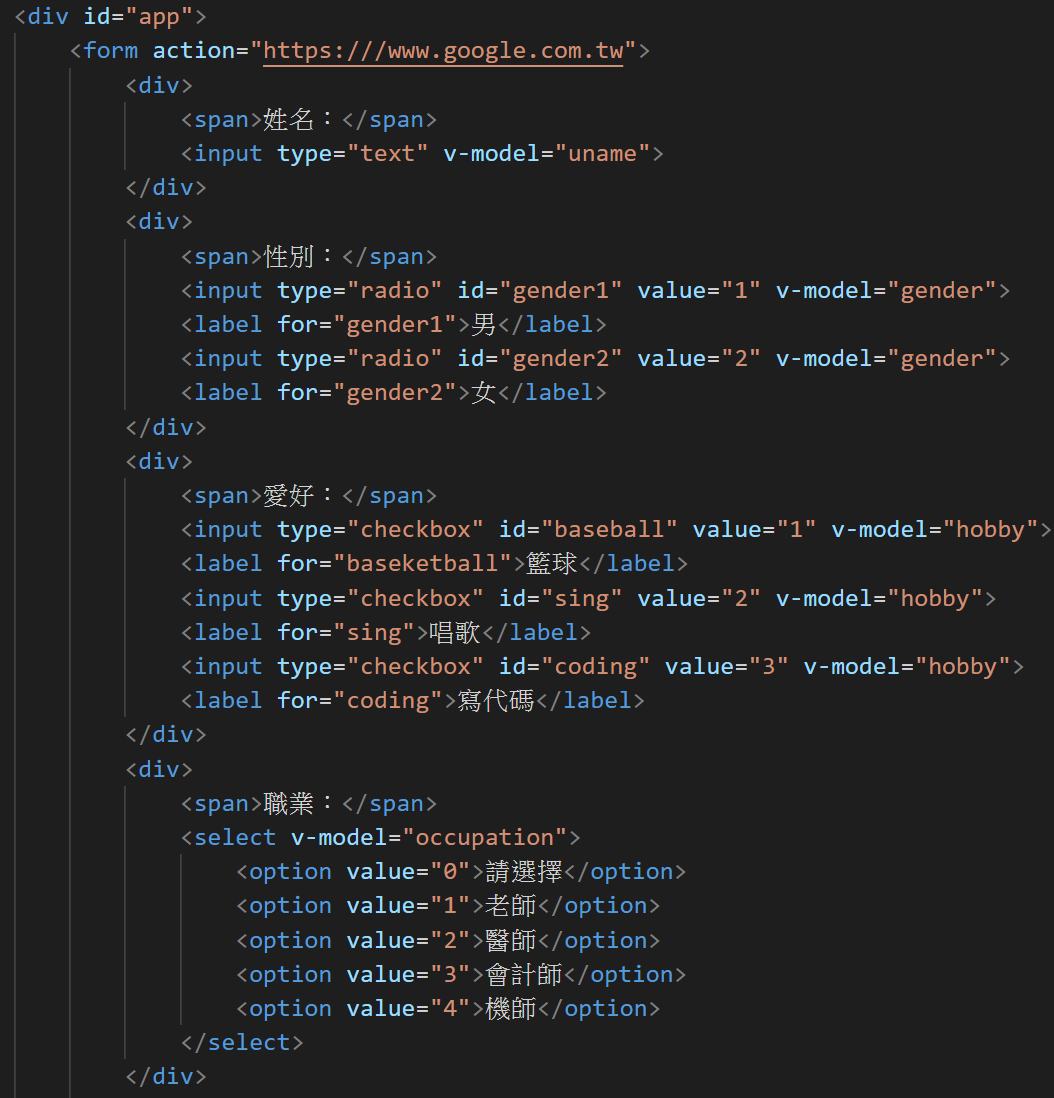 <div id="app">
<form action="https:///www.google.com.tw">
<div>
<span>姓名：</span>
<input type="text" v-model="uname">
</div>
<div>
<span>性別：</span>
<input type="radio" id="gender1" value="1" v-model="gender">
<label for="gender1">男</label>
<input type="radio" id="gender2" value="2" v-model="gender">
<label for="gender2">女</label>
</div>
<div>
<span>愛好：</span>
<input type="checkbox" id="baseball" value="1" v-model="hobby">
<label for="baseketball">籃球</label>
<input type="checkbox" id="sing" value="2" v-model="hobby">
<label for="sing">唱歌</label>
<input type="checkbox" id="coding" value="3" v-model="hobby">
<label for="coding">寫代碼</label>
</div>
<div>
<span>職業：</span>
<select v-model="occupation">
<option value="0">請選擇</option>
<option value="1">老師</option>
<option value="2">醫師</option>
<option value="3">會計師</option>
<option value="4">機師</option>
</select>
</div>